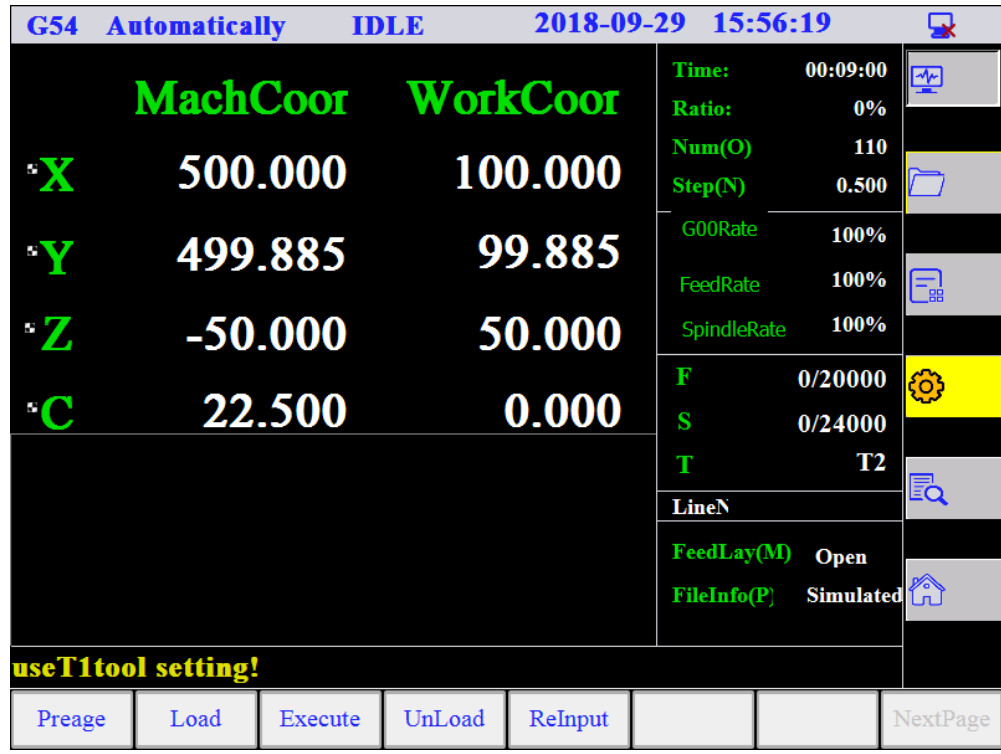 G54 Automatically IDLE 2018-09-29 15:56:19
MachCoor WorkCoor
X 500.000 100.000
Y 499.885 99.885
Z -50.000 50.000
C 22.500 0.000
Time: 00:09:00
Ratio: 0%
Num(O) 110
Step(N) 0.500
G00Rate 100%
FeedRate 100%
SpindleRate 100%
F 0/20000
S 0/24000
T T2
LineN
FeedLay(M) Open
FileInfo(P) Simulated
useT1tool setting!
Preage Load Execute UnLoad ReInput NextPage